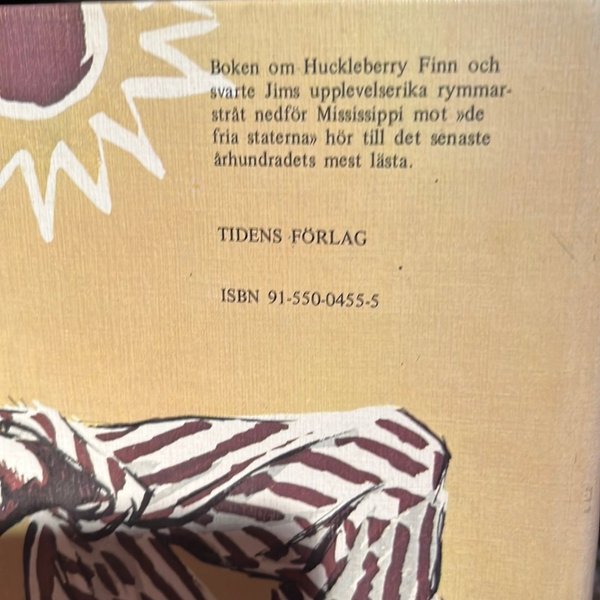 Boken om Huckleberry Finn och
svarte Jims upplevelserika rymmar-
stråt nedför Mississippi mot »de
fria staterna» hör till det senaste
århundradets mest lästa.
TIDENS FÖRLAG
ISBN 91-550-0455-5